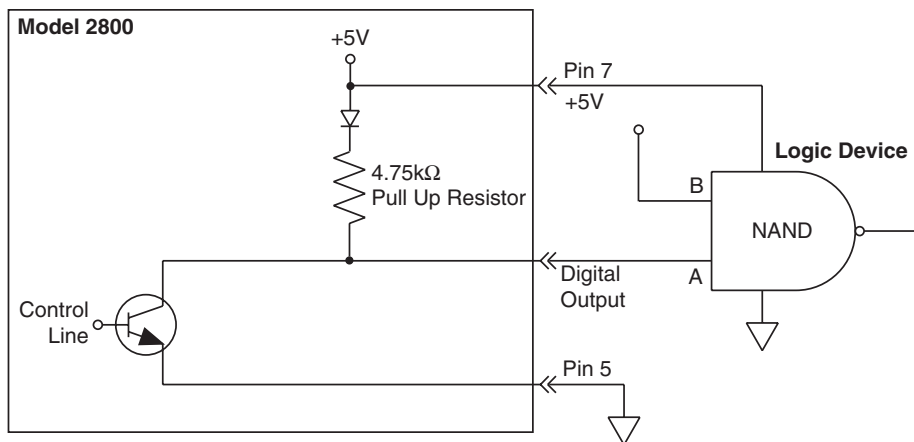 Model 2800
+5V
Pin 7
+5V
Logic Device
4.75kΩ
Pull Up Resistor
B
NAND
A
Digital
Output
Control
Line
Pin 5